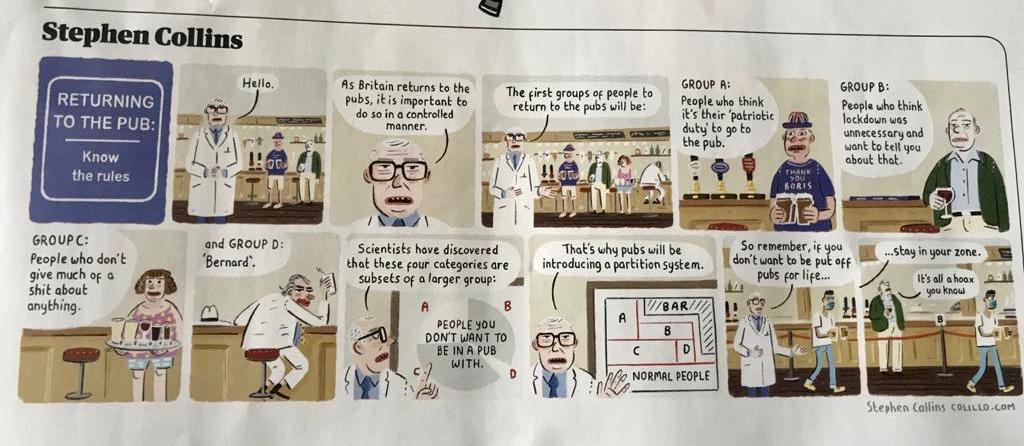 Stephen Collins
RETURNING
TO THE PUB:
Know
the rules
Hello.
As Britain returns to the
pubs, it is important to
do so in a controlled
manner.
The first groups of people to
return to the pubs will be:
GROUP A:
People who think
it's their 'patriotic
duty' to go to
the pub.
THANK
YOU
BORIS
GROUP B:
People who think
lockdown was
unnecessary and
want to tell you
about that.
GROUP C:
People who don't
give much of a
shit about
anything.
and GROUP D:
'Bernard'.
Scientists have discovered
that these four categories are
subsets of a larger group:
A
B
PEOPLE YOU
DON'T WANT TO
BE IN A PUB
WITH.
C
D
That's why pubs will be
introducing a partition system.
A
BAR
B
C
D
NORMAL PEOPLE
So remember, if you
don't want to be put off
pubs for life...
...stay in your zone.
It's all a hoax
you know
B
Stephen Collins COLILLO.COM